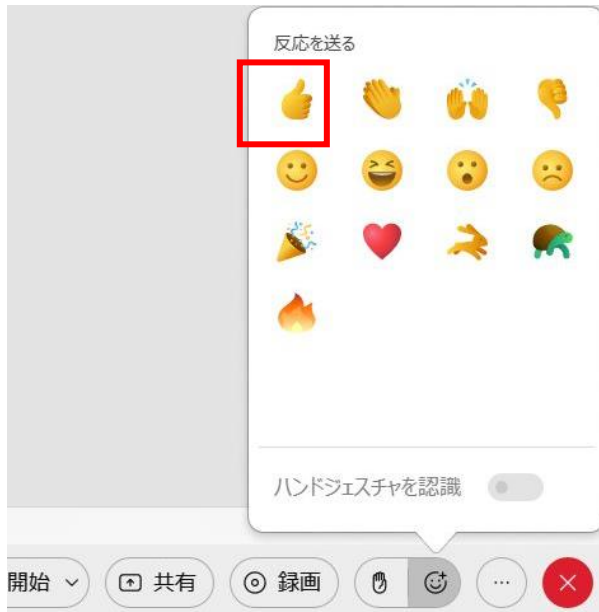 反応を送る
ハンドジェスチャを認識
開始 共有 録画